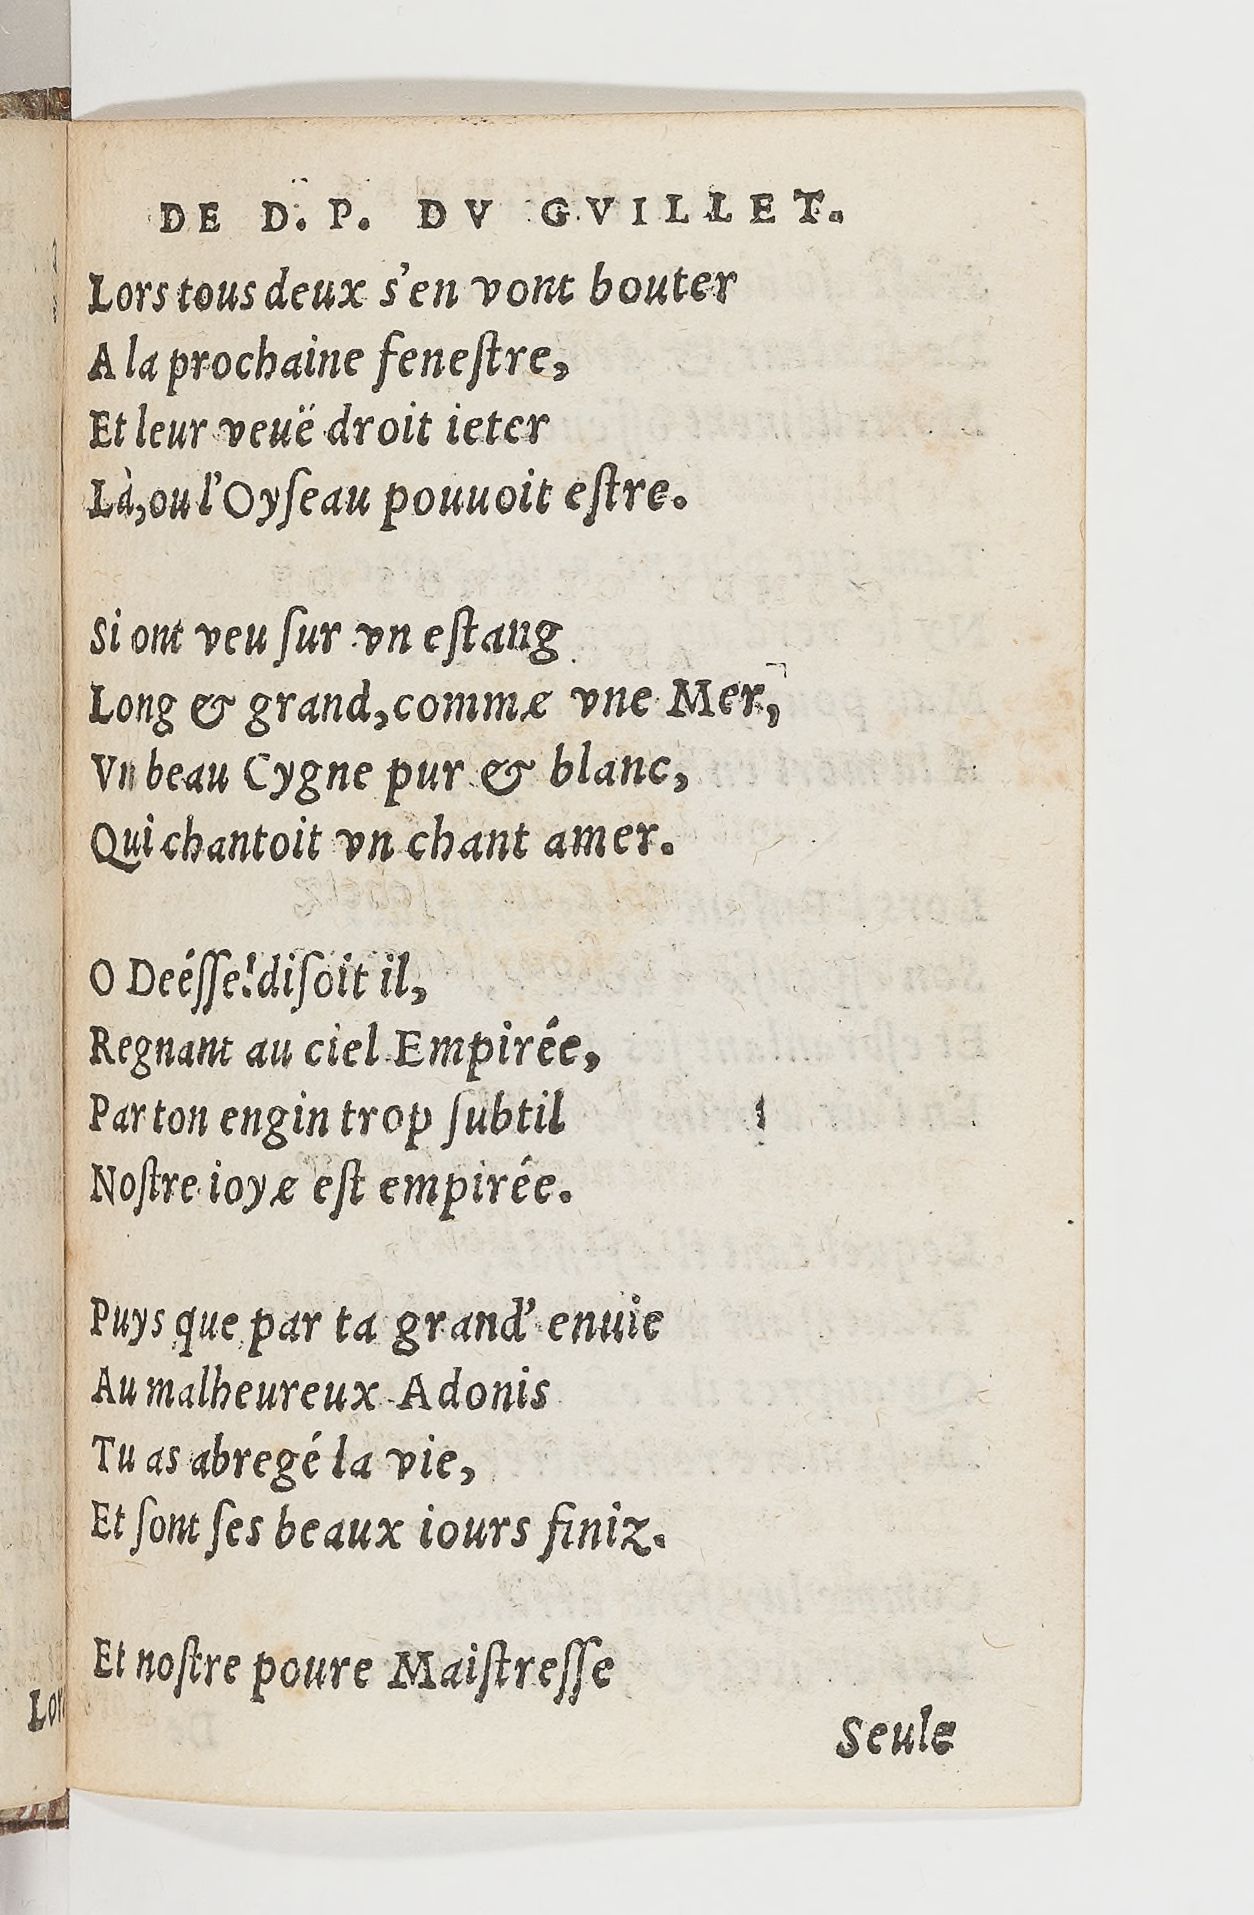 DE D. P. DV GVILLET.
Lors tous deux s'en vont bouter
A la prochaine feneſtre,
Et leur veuë droit ieter
Là, ou l'Oyſeau pouuoit eſtre.
Si ont veu ſur vn eſtang
Long & grand, comme vne Mer,
Vn beau Cygne pur & blanc,
Qui chantoit vn chant amer.
O Deéſſe! diſoit il,
Regnant au ciel Empirée,
Par ton engin trop ſubtil
Noſtre ioye eſt empirée.
Puys que par ta grand' enuie
Au malheureux Adonis
Tu as abregé la vie,
Et ſont ſes beaux iours finiz.
Et noſtre poure Maiſtreſſe
Seule